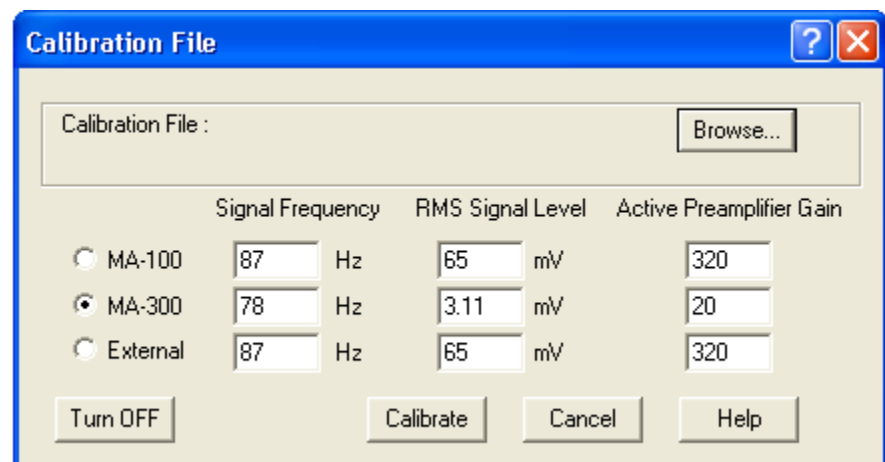 Calibration File
Calibration File :
Browse...
Signal Frequency RMS Signal Level Active Preamplifier Gain
MA-100 87 Hz 65 mV 320
MA-300 78 Hz 3.11 mV 20
External 87 Hz 65 mV 320
Turn OFF Calibrate Cancel Help